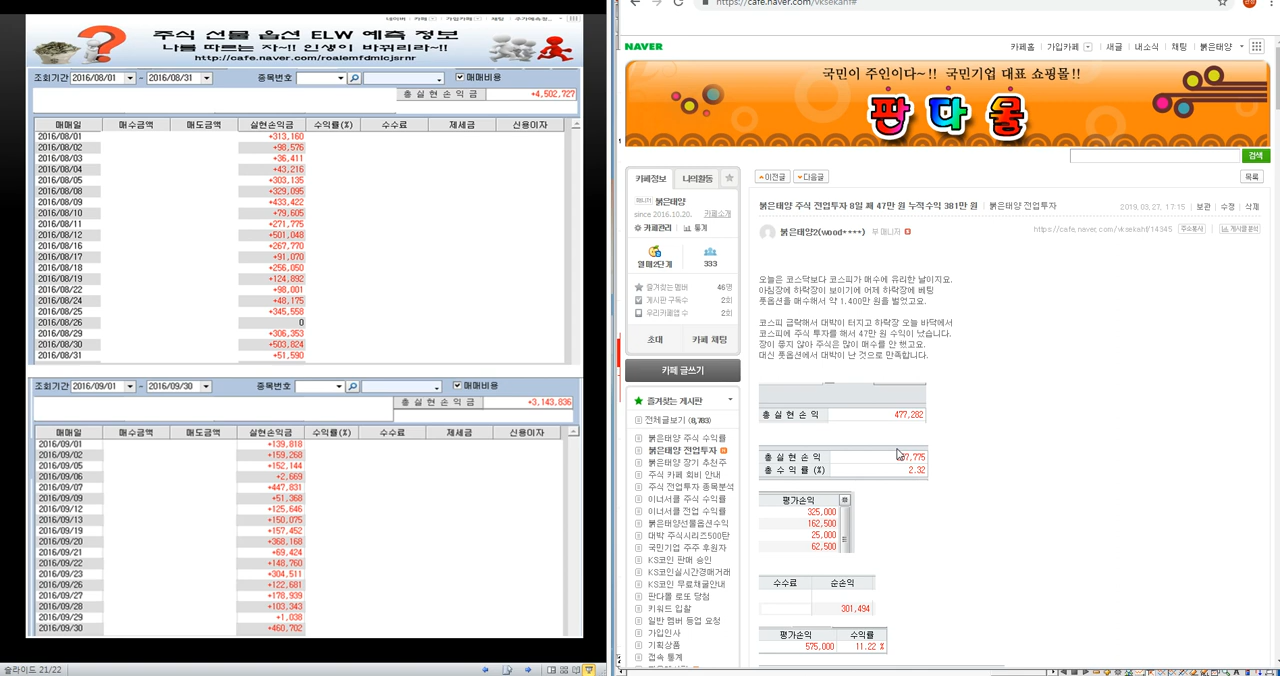 주식 선물 옵션 ELW 예측 정보
나를 따르는 자~!! 인생이 바뀌리라~!!
http://cafe.naver.com/roalemfdmlcjsrnr
조회기간 2016/08/01 - 2016/08/31 종목번호 매매비용
총 실 현 손 익 금 +4,502,727
매매일 매수금액 매도금액 실현손익금 수익률(%) 수수료 제세금 신용이자
2016/08/01 +313,160
2016/08/02 +98,576
2016/08/03 +36,411
2016/08/04 +43,216
2016/08/05 +303,135
2016/08/08 +329,095
2016/08/09 +433,422
2016/08/10 +79,605
2016/08/11 +271,775
2016/08/12 +501,048
2016/08/16 +267,770
2016/08/17 +91,070
2016/08/18 +256,050
2016/08/19 +124,892
2016/08/22 +98,001
2016/08/24 +48,175
2016/08/25 +345,558
2016/08/26 0
2016/08/29 +306,353
2016/08/30 +503,824
2016/08/31 +51,590
조회기간 2016/09/01 - 2016/09/30 종목번호 매매비용
총 실 현 손 익 금 +3,143,836
매매일 매수금액 매도금액 실현손익금 수익률(%) 수수료 제세금 신용이자
2016/09/01 +139,818
2016/09/02 +159,268
2016/09/05 +152,144
2016/09/06 +2,669
2016/09/07 +447,831
2016/09/09 +51,368
2016/09/12 +125,646
2016/09/13 +150,075
2016/09/19 +157,452
2016/09/20 +368,168
2016/09/21 +69,424
2016/09/22 +148,760
2016/09/23 +304,511
2016/09/26 +122,681
2016/09/27 +178,939
2016/09/28 +103,343
2016/09/29 +1,038
2016/09/30 +460,702
슬라이드 21/22
https://cafe.naver.com/vksekahf#
NAVER
카페홈 가입카페 새글 내소식 채팅 붉은태양
국민이 주인이다~!! 국민기업 대표 쇼핑몰!!
판다몰
검색
카페정보 나의활동
매니저 붉은태양
since 2016.10.20. 카페소개
카페관리 통계
열매2단계 333
즐겨찾는 멤버 46명
게시판 구독수 2회
우리카페앱 수 2회
초대 카페 채팅
카페 글쓰기
즐겨찾는 게시판
전체글보기 (8,783)
붉은태양 주식 수익률
붉은태양 전업투자
붉은태양 장기 추천주
주식 카페 회비 안내
주식 전업투자 종목분석
이너서클 주식 수익률
이너서클 전업 수익률
붉은태양선물옵션수익
대박 주식시리즈500탄
국민기업 주주 후원자
KS코인 판매 승인
KS코인실시간경매거래
KS코인 무료채굴안내
판다몰 로또 당첨
키워드 입찰
일반 멤버 등업 요청
가입인사
기획상품
접속 통계
이전글 다음글 목록
붉은태양 주식 전업투자 8일 째 47만 원 누적수익 381만 원 | 붉은태양 전업투자
2019.03.27. 17:15 보관 수정 삭제
붉은태양2(wood****) 부매니저
https://cafe.naver.com/vksekahf/14345 주소복사 게시글 분석
오늘은 코스닥보다 코스피가 매수에 유리한 날이지요.
아침장에 하락장이 보이기에 어제 하락장에 베팅
풋옵션을 매수해서 약 1.400만 원을 벌었고요.
코스피 급락해서 대박이 터지고 하락장 오늘 바닥에서
코스피에 주식 투자를 해서 47만 원 수익이 났습니다.
장이 좋지 않아 주식은 많이 매수를 안 했고요.
대신 풋옵션에서 대박이 난 것으로 만족합니다.
총 실 현 손 익 477,282
총 실 현 손 익
총 수 익 률 (%) 2.32
평가손익
325,000
162,500
25,000
62,500
수수료 순손익
301,494
평가손익 수익률
575,000 11.22 %